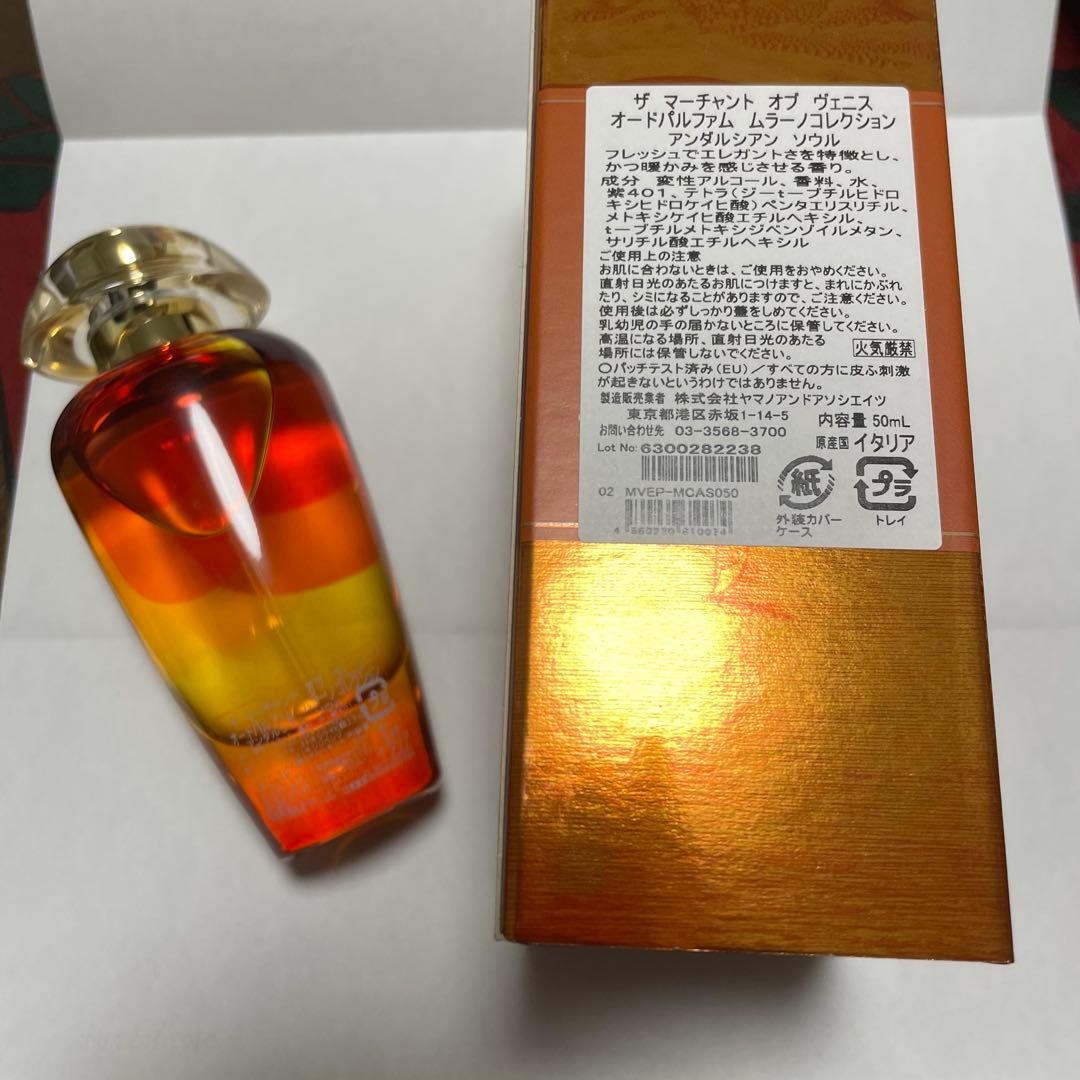 ザ マーチャント オブ ヴェニス
オードパルファム ムラーノコレクション
アンダルシアン ソウル
フレッシュでエレガントさを特徴とし、
かつ暖かみを感じさせる香り。
成分 変性アルコール、香料、水、
紫401、テトラ(ジーtーブチルヒドロ
キシヒドロケイヒ酸)ペンタエリスリチル、
メトキシケイヒ酸エチルヘキシル、
tーブチルメトキシジベンゾイルメタン、
サリチル酸エチルヘキシル
ご使用上の注意
お肌に合わないときは、ご使用をおやめください。
直射日光のあたるお肌につけますと、まれにかぶれ
たり、シミになることがありますので、ご注意ください。
使用後は必ずしっかり蓋をしめてください。
乳幼児の手の届かないところに保管してください。
高温になる場所、直射日光のあたる
場所には保管しないでください。 火気厳禁
〇パッチテスト済み(EU)/すべての方に皮ふ刺激
が起きないというわけではありません。
製造販売業者 株式会社ヤマノアンドアソシエイツ
東京都港区赤坂1-14-5 内容量 50mL
お問い合わせ先 03-3568-3700 原産国 イタリア
Lot No: 6300282238
02 MVEP-MCAS050
紙 プラ
外装カバー トレイ
ケース
プラ